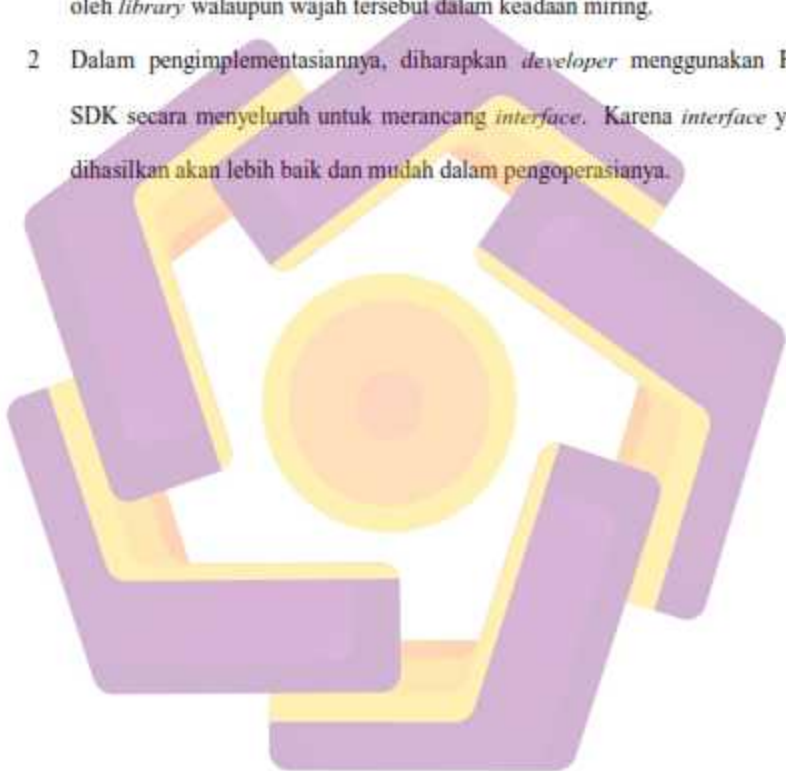 oleh library walaupun wajah tersebut dalam keadaan miring.
2 Dalam pengimplementasiannya, diharapkan developer menggunakan
SDK secara menyeluruh untuk merancang interface. Karena interface
dihasilkan akan lebih baik dan mudah dalam pengoperasianya.